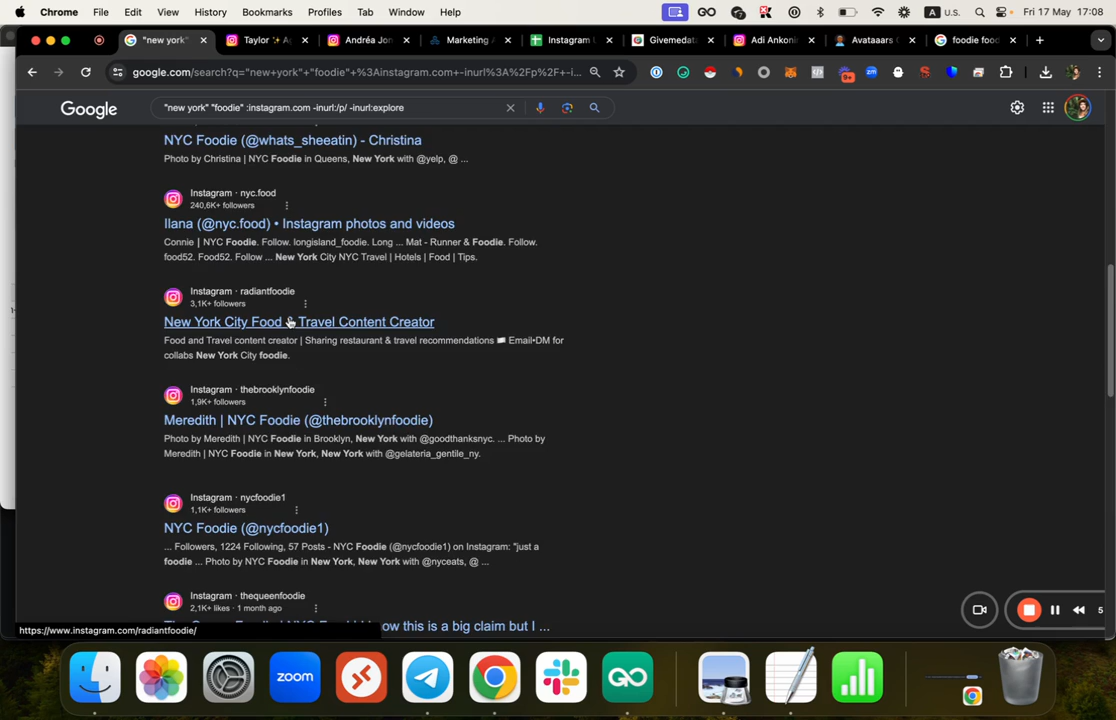 Chrome File Edit View History Bookmarks Profiles Tab Window Help
A U.S. Fri 17 May 17:08
"new york" Taylor Andréa Jon Marketing Instagram Givemedata Adi Ankoni Avataaars foodie food
google.com/search?q="new+york"+"foodie"+%3Ainstagram.com+-inurl%3A%2Fp%2F+-i...
9+
zm
Google
"new york" "foodie" :instagram.com -inurl:/p/ -inurl:explore
NYC Foodie (@whats_sheeatin) - Christina
Photo by Christina | NYC Foodie in Queens, New York with @yelp, @ ...
Instagram · nyc.food
240,6K+ followers
Ilana (@nyc.food) • Instagram photos and videos
Connie | NYC Foodie. Follow. longisland_foodie. Long ... Mat - Runner & Foodie. Follow.
food52. Food52. Follow ... New York City NYC Travel | Hotels | Food | Tips.
Instagram · radiantfoodie
3,1K+ followers
New York City Food & Travel Content Creator
Food and Travel content creator | Sharing restaurant & travel recommendations Email•DM for
collabs New York City foodie.
Instagram · thebrooklynfoodie
1,9K+ followers
Meredith | NYC Foodie (@thebrooklynfoodie)
Photo by Meredith | NYC Foodie in Brooklyn, New York with @goodthanksnyc. ... Photo by
Meredith | NYC Foodie in New York, New York with @gelateria_gentile_ny.
Instagram · nycfoodie1
1,1K+ followers
NYC Foodie (@nycfoodie1)
... Followers, 1224 Following, 57 Posts - NYC Foodie (@nycfoodie1) on Instagram: "just a
foodie ... Photo by NYC Foodie in New York, New York with @nyceats, @ ...
Instagram · thequeenfoodie
2,1K+ likes · 1 month ago
ow this is a big claim but I ...
5
https://www.instagram.com/radiantfoodie/
zoom